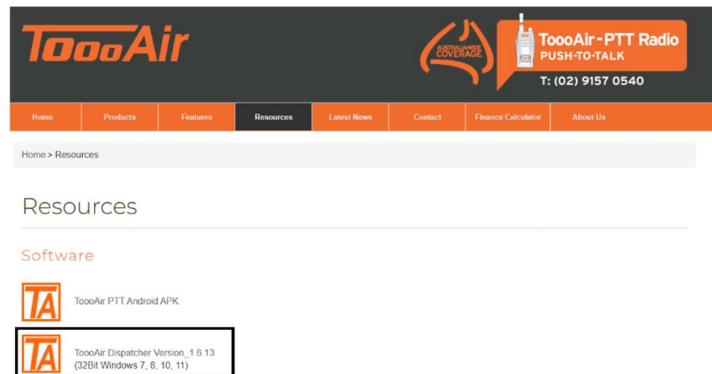 ToooAir
AUSTRALIA-WIDE
COVERAGE
ToooAir-PTT Radio
PUSH-TO-TALK
T: (02) 9157 0540
Home Products Features Resources Latest News Contact Finance Calculator About Us
Home > Resources
Resources
Software
TA ToooAir PTT Android APK
TA ToooAir Dispatcher Version_1.6.13
(32Bit Windows 7, 8, 10, 11)